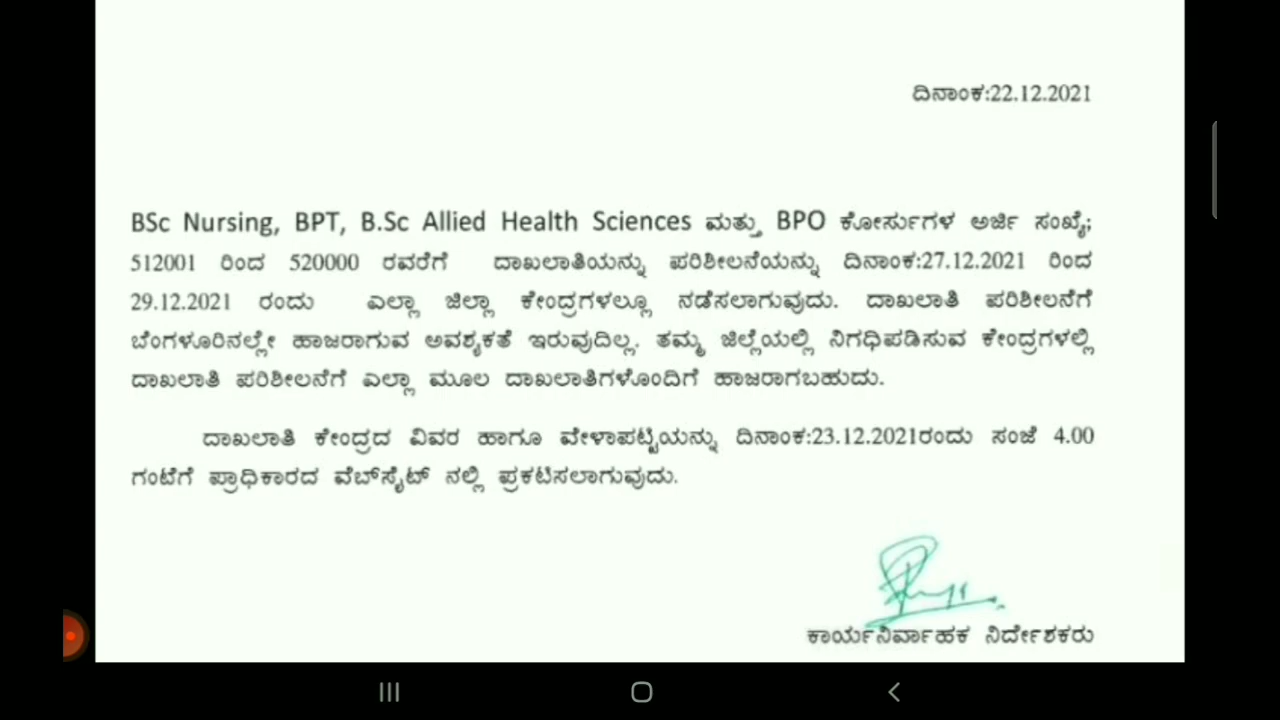 ದಿನಾಂಕ:22.12.2021
BSc Nursing, BPT, B.Sc Allied Health Sciences ಮತ್ತು BPO ಕೋರ್ಸುಗಳ ಅರ್ಜಿ ಸಂಖ್ಯೆ;
512001 ರಿಂದ 520000 ರವರೆಗೆ ದಾಖಲಾತಿಯನ್ನು ಪರಿಶೀಲನೆಯನ್ನು ದಿನಾಂಕ:27.12.2021 ರಿಂದ
29.12.2021 ರಂದು ಎಲ್ಲಾ ಜಿಲ್ಲಾ ಕೇಂದ್ರಗಳಲ್ಲೂ ನಡೆಸಲಾಗುವುದು. ದಾಖಲಾತಿ ಪರಿಶೀಲನೆಗೆ
ಬೆಂಗಳೂರಿನಲ್ಲೇ ಹಾಜರಾಗುವ ಅವಶ್ಯಕತೆ ಇರುವುದಿಲ್ಲ. ತಮ್ಮ ಜಿಲ್ಲೆಯಲ್ಲಿ ನಿಗಧಿಪಡಿಸುವ ಕೇಂದ್ರಗಳಲ್ಲಿ
ದಾಖಲಾತಿ ಪರಿಶೀಲನೆಗೆ ಎಲ್ಲಾ ಮೂಲ ದಾಖಲಾತಿಗಳೊಂದಿಗೆ ಹಾಜರಾಗಬಹುದು.
ದಾಖಲಾತಿ ಕೇಂದ್ರದ ವಿವರ ಹಾಗೂ ವೇಳಾಪಟ್ಟಿಯನ್ನು ದಿನಾಂಕ:23.12.2021ರಂದು ಸಂಜೆ 4.00
ಗಂಟೆಗೆ ಪ್ರಾಧಿಕಾರದ ವೆಬ್‌ಸೈಟ್ ನಲ್ಲಿ ಪ್ರಕಟಿಸಲಾಗುವುದು.
ಕಾರ್ಯನಿರ್ವಾಹಕ ನಿರ್ದೇಶಕರು